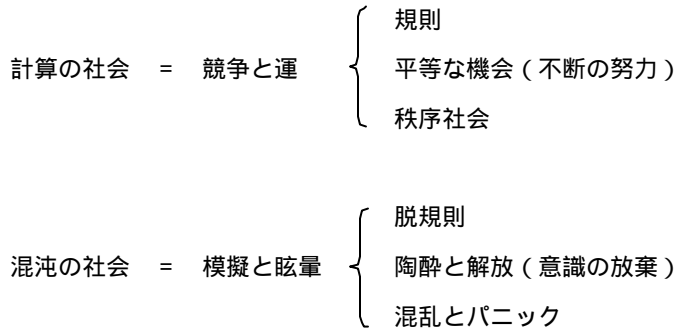 規則
計算の社会 = 競争と運 平等な機会(不断の努力)
秩序社会
脱規則
混沌の社会 = 模擬と眩暈 陶酔と解放(意識の放棄)
混乱とパニック